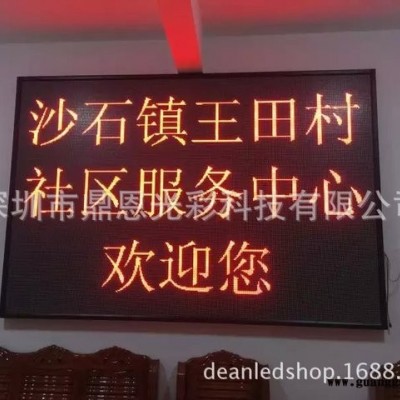 沙石镇王田村
社区服务中心
深圳市鼎恩光彩科技有限公司
欢迎您
deanledshop.1688.